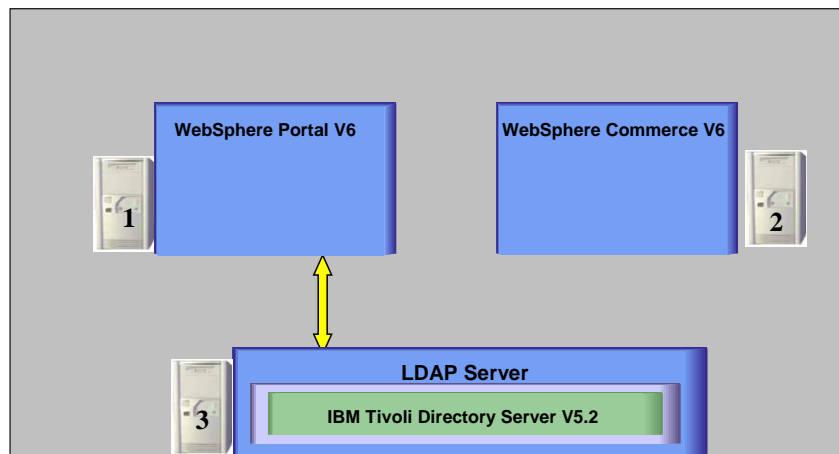 WebSphere Portal V6
WebSphere Commerce V6
1
2
LDAP Server
3
IBM Tivoli Directory Server V5.2